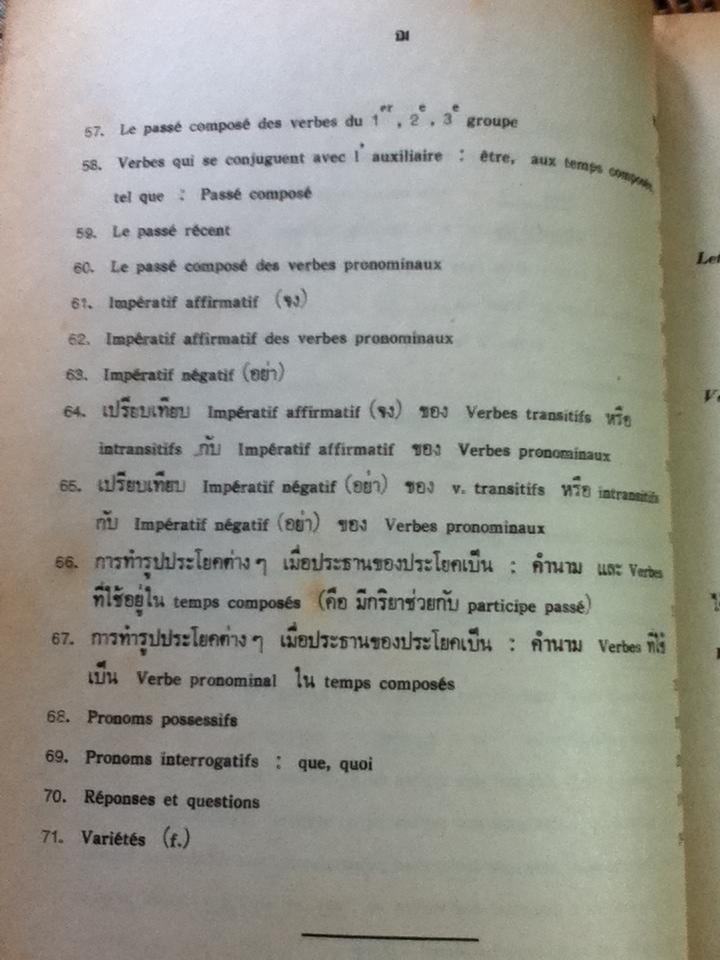 57. Le passé composé des verbes du 1er, 2e, 3e groupe
58. Verbes qui se conjuguent avec l'auxiliaire : être, aux temps composés,
tel que : Passé composé
59. Le passé récent
60. Le passé composé des verbes pronominaux
61. Impératif affirmatif (จง)
62. Impératif affirmatif des verbes pronominaux
63. Impératif négatif (อย่า)
64. เปรียบเทียบ Impératif affirmatif (จง) ของ Verbes transitifs หรือ
intransitifs กับ Impératif affirmatif ของ Verbes pronominaux
65. เปรียบเทียบ Impératif négatif (อย่า) ของ v. transitifs หรือ intransitifs
กับ Impératif négatif (อย่า) ของ Verbes pronominaux
66. การทำรูปประโยคต่าง ๆ เมื่อประธานของประโยคเป็น : คำนาม และ Verbes
ที่ใช้อยู่ใน temps composés (คือ มีกริยาช่วยกับ participe passé)
67. การทำรูปประโยคต่าง ๆ เมื่อประธานของประโยคเป็น : คำนาม Verbes ที่ใช้
เป็น Verbe pronominal ใน temps composés
68. Pronoms possessifs
69. Pronoms interrogatifs : que, quoi
70. Réponses et questions
71. Variétés (f.)